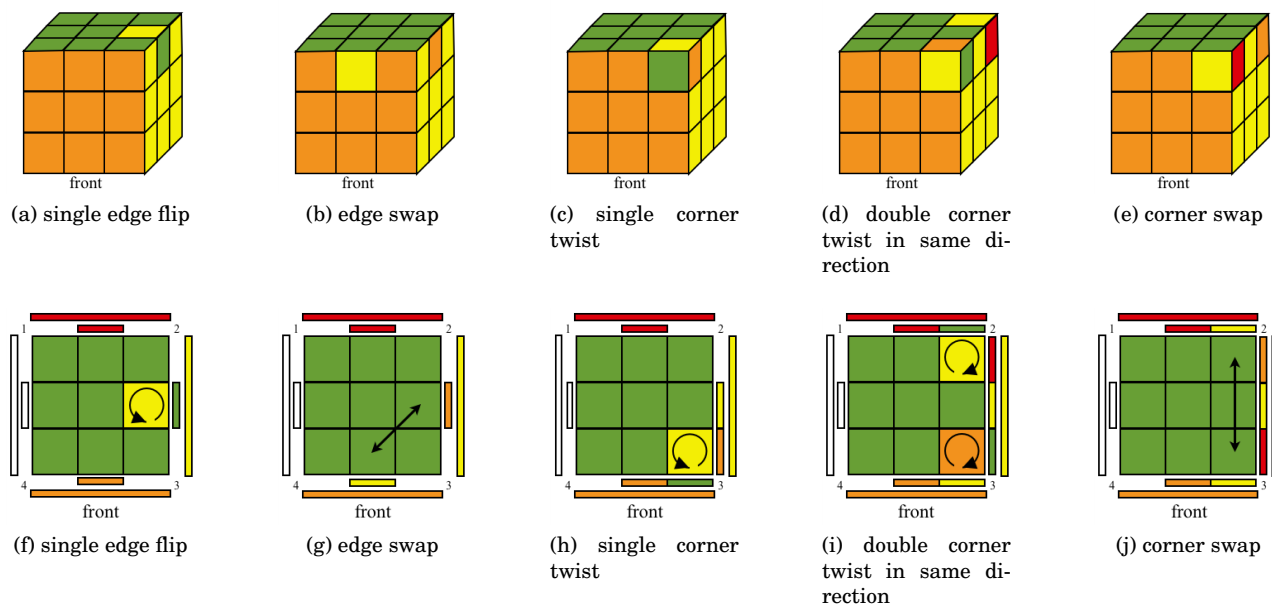 front
front
front
front
front
(a) single edge flip
(b) edge swap
(c) single corner
twist
(d) double corner
twist in same di-
rection
(e) corner swap
1
2
4
3
front
1
2
4
3
front
1
2
4
3
front
1
2
4
3
front
1
2
4
3
front
(f) single edge flip
(g) edge swap
(h) single corner
twist
(i) double corner
twist in same di-
rection
(j) corner swap